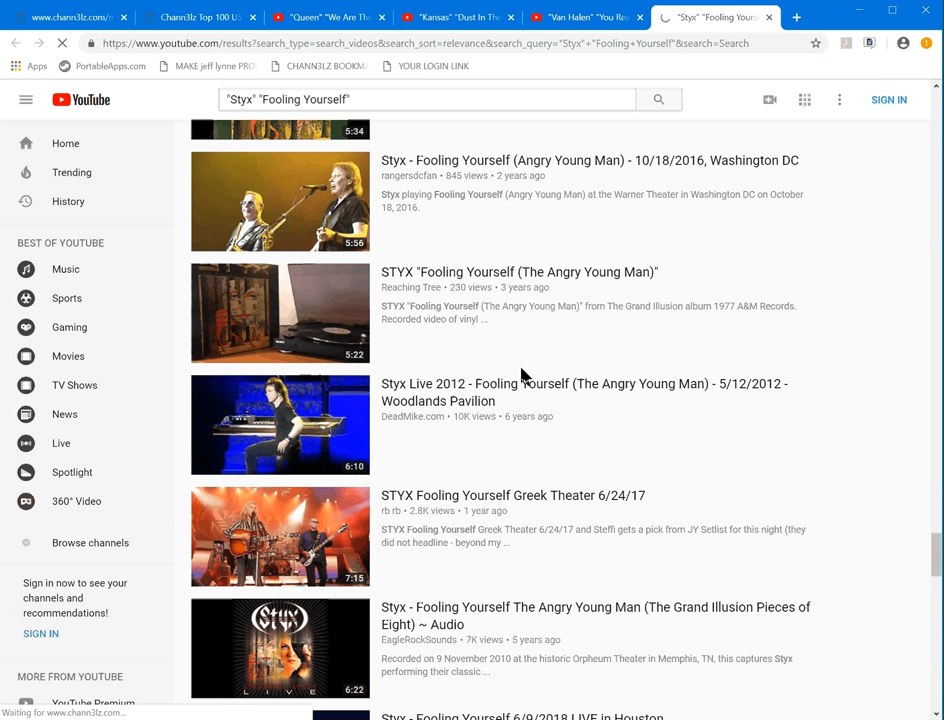 www.chann3lz.com/n
Chann3lz Top 100 U
"Queen" "We Are The
"Kansas" "Dust In The
"Van Halen" "You Rea
"Styx" "Fooling Yours
https://www.youtube.com/results?search_type=search_videos&search_sort=relevance&search_query="Styx"+"Fooling+Yourself"&search=Search
Apps PortableApps.com MAKE jeff lynne PRO CHANN3LZ BOOKMA YOUR LOGIN LINK
YouTube
"Styx" "Fooling Yourself"
SIGN IN
Home
Trending
History
BEST OF YOUTUBE
Music
Sports
Gaming
Movies
TV Shows
News
Live
Spotlight
360° Video
Browse channels
Sign in now to see your
channels and
recommendations!
SIGN IN
MORE FROM YOUTUBE
YouTube Premium
Waiting for www.chann3lz.com...
5:34
Styx - Fooling Yourself (Angry Young Man) - 10/18/2016, Washington DC
rangersdcfan • 845 views • 2 years ago
Styx playing Fooling Yourself (Angry Young Man) at the Warner Theater in Washington DC on October
18, 2016.
5:56
STYX "Fooling Yourself (The Angry Young Man)"
Reaching Tree • 230 views • 3 years ago
STYX "Fooling Yourself (The Angry Young Man)" from The Grand Illusion album 1977 A&M Records.
Recorded video of vinyl ...
5:22
Styx Live 2012 - Fooling Yourself (The Angry Young Man) - 5/12/2012 -
Woodlands Pavilion
DeadMike.com • 10K views • 6 years ago
6:10
STYX Fooling Yourself Greek Theater 6/24/17
rb rb • 2.8K views • 1 year ago
STYX Fooling Yourself Greek Theater 6/24/17 and Steffi gets a pick from JY Setlist for this night (they
did not headline - beyond my ...
7:15
Styx - Fooling Yourself The Angry Young Man (The Grand Illusion Pieces of
Eight) ~ Audio
EagleRockSounds • 7K views • 5 years ago
Recorded on 9 November 2010 at the historic Orpheum Theater in Memphis, TN, this captures Styx
performing their classic ...
STYX
LIVE
6:22
Styx - Fooling Yourself 6/9/2018 LIVE in Houston